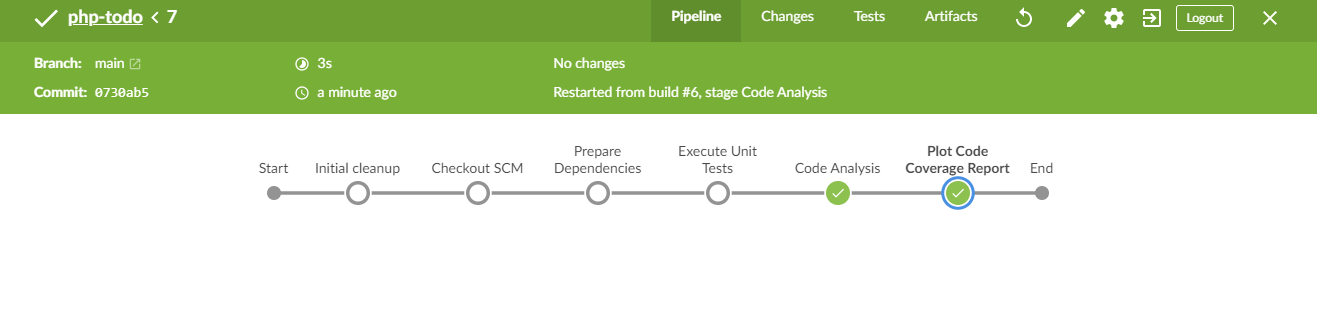 php-todo < 7 Pipeline Changes Tests Artifacts Logout
Branch: main 3s No changes
Commit: 0730ab5 a minute ago Restarted from build #6, stage Code Analysis
Start
Initial cleanup
Checkout SCM
Prepare
Dependencies
Execute Unit
Tests
Code Analysis
Plot Code
Coverage Report
End